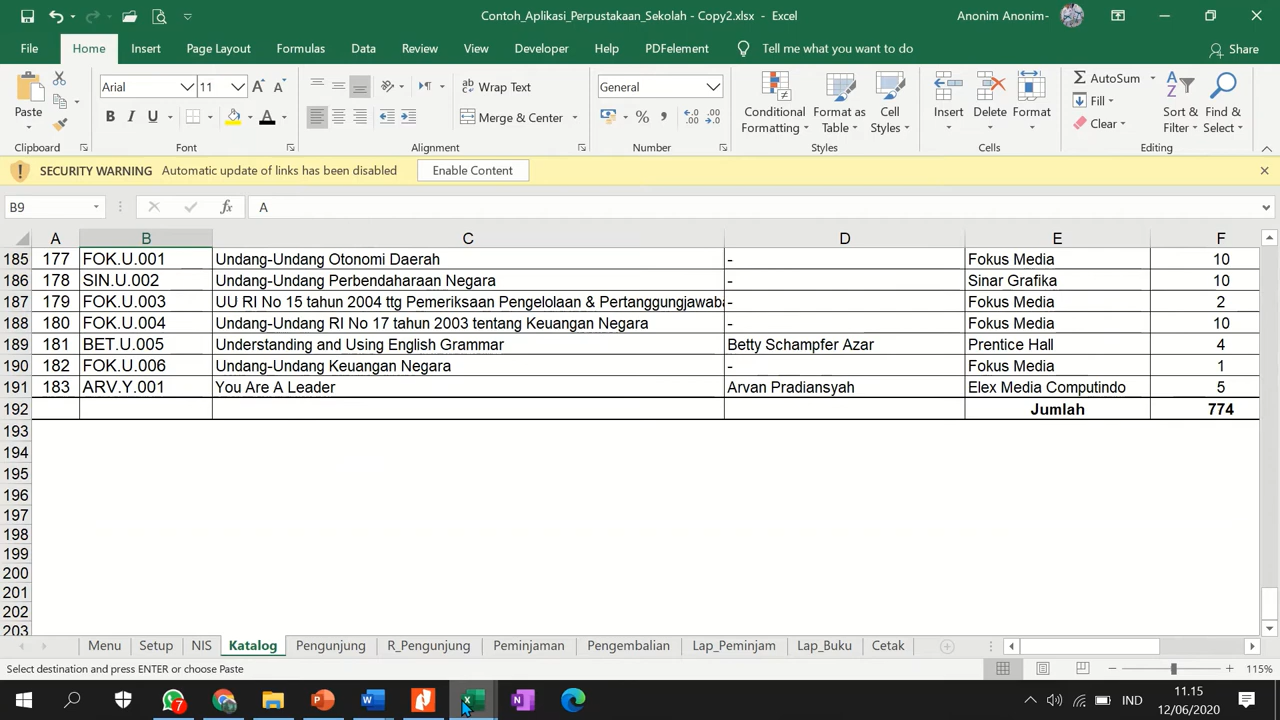 Contoh_Aplikasi_Perpustakaan_Sekolah - Copy2.xlsx - Excel
Anonim Anonim-
File Home Insert Page Layout Formulas Data Review View Developer Help PDFelement Tell me what you want to do Share
Arial 11 Wrap Text General AutoSum
Paste Merge & Center Conditional Formatting Format as Table Cell Styles Insert Delete Format Fill Sort & Filter Find & Select
Clear
Clipboard Font Alignment Number Styles Cells Editing
SECURITY WARNING Automatic update of links has been disabled Enable Content
B9 fx A
A B C D E F
185 177 FOK.U.001 Undang-Undang Otonomi Daerah - Fokus Media 10
186 178 SIN.U.002 Undang-Undang Perbendaharaan Negara - Sinar Grafika 10
187 179 FOK.U.003 UU RI No 15 tahun 2004 ttg Pemeriksaan Pengelolaan & Pertanggungjawaba - Fokus Media 2
188 180 FOK.U.004 Undang-Undang RI No 17 tahun 2003 tentang Keuangan Negara - Fokus Media 10
189 181 BET.U.005 Understanding and Using English Grammar Betty Schampfer Azar Prentice Hall 4
190 182 FOK.U.006 Undang-Undang Keuangan Negara - Fokus Media 1
191 183 ARV.Y.001 You Are A Leader Arvan Pradiansyah Elex Media Computindo 5
192 Jumlah 774
193
194
195
196
197
198
199
200
201
202
203
Menu Setup NIS Katalog Pengunjung R_Pengunjung Peminjaman Pengembalian Lap_Peminjam Lap_Buku Cetak
Select destination and press ENTER or choose Paste 115%
7 IND 11.15
12/06/2020